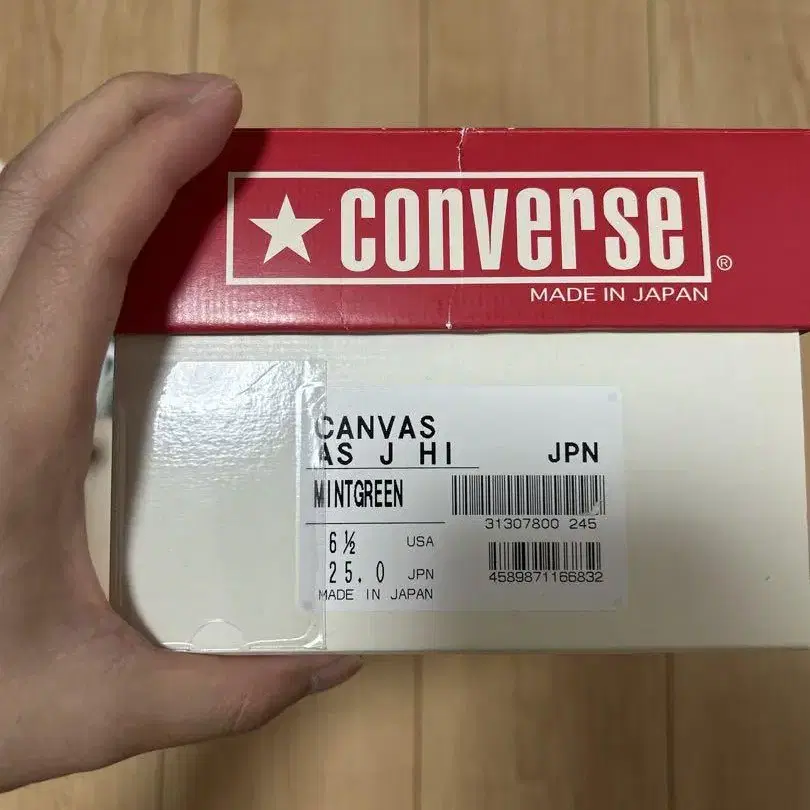 ★ CONVERSE ®
MADE IN JAPAN
CANVAS
AS J HI JPN
MINTGREEN
31307800 245
6½ USA
25.0 JPN
4589871166832
MADE IN JAPAN